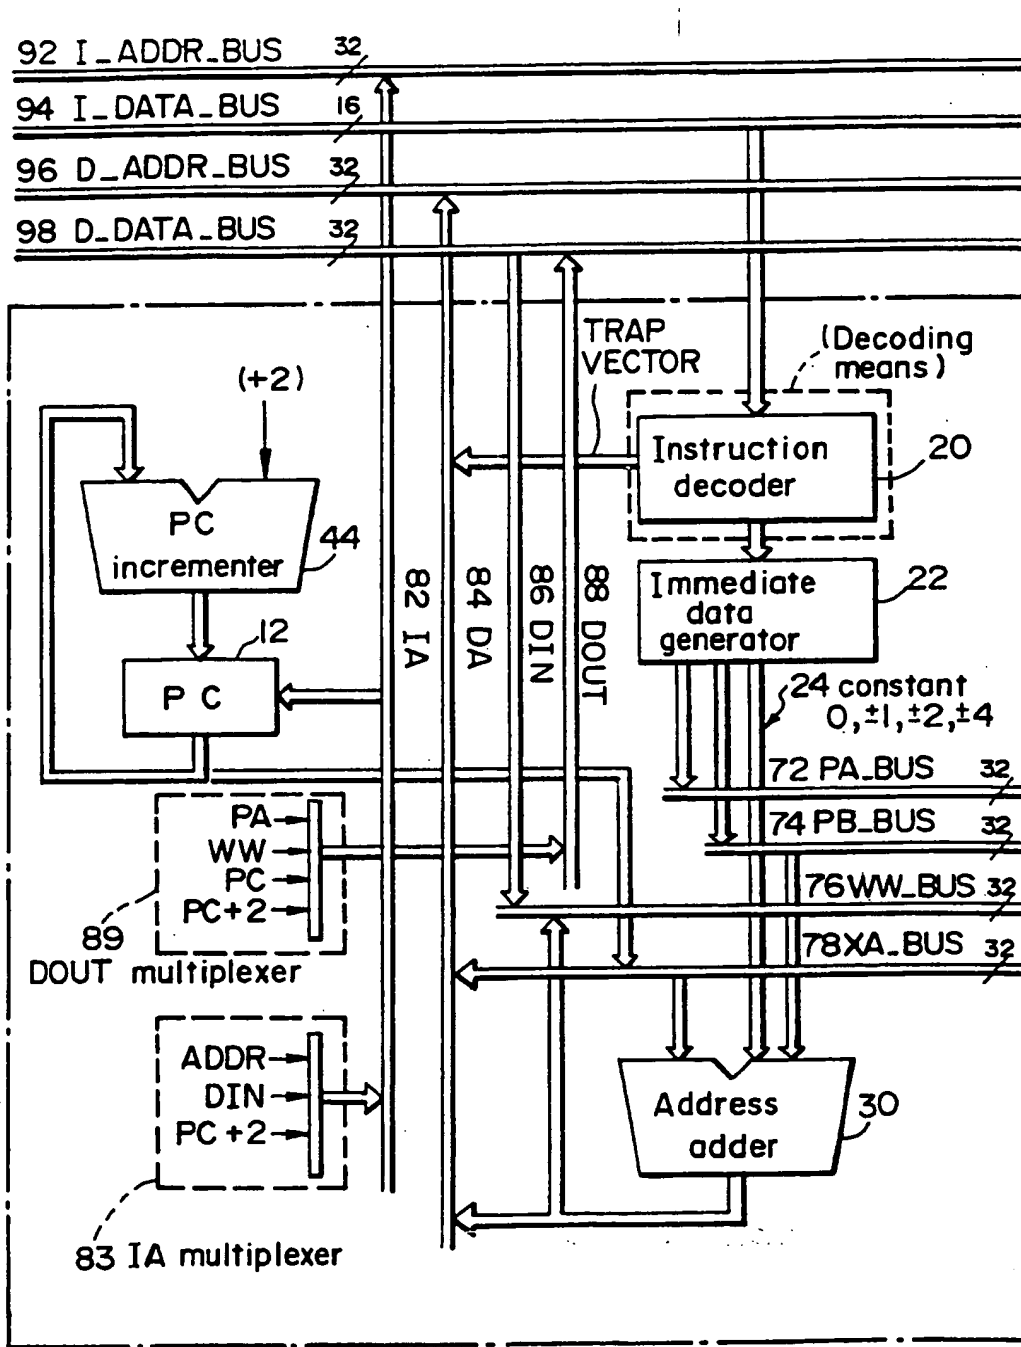 92 I_ADDR_BUS 32
94 I_DATA_BUS 16
96 D_ADDR_BUS 32
98 D_DATA_BUS 32
TRAP
VECTOR
(Decoding
means)
(+2)
Instruction
decoder
20
PC
incrementer
44
82 IA
84 DA
86 DIN
88 DOUT
Immediate
data
generator
22
12
PC
24 constant
0,±1,±2,±4
72 PA_BUS 32
74 PB_BUS 32
76 WW_BUS 32
78 XA_BUS 32
PA
WW
PC
PC+2
89
DOUT multiplexer
ADDR
DIN
PC+2
83 IA multiplexer
Address
adder
30